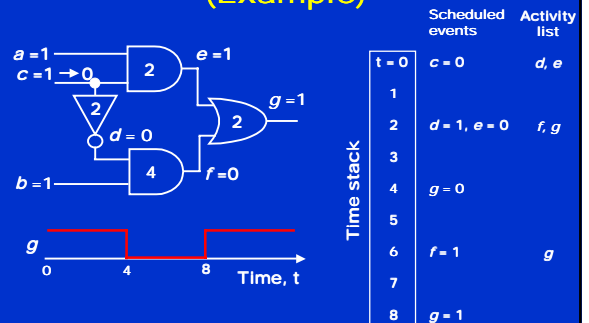 (Example)
Scheduled events
Activity list
a =1
c =1 → 0
2
e =1
2
d = 0
2
g =1
4
f =0
b =1
g
0 4 8 Time, t
Time stack
t = 0 c = 0 d, e
1
2 d = 1, e = 0 f, g
3
4 g = 0
5
6 f = 1 g
7
8 g = 1